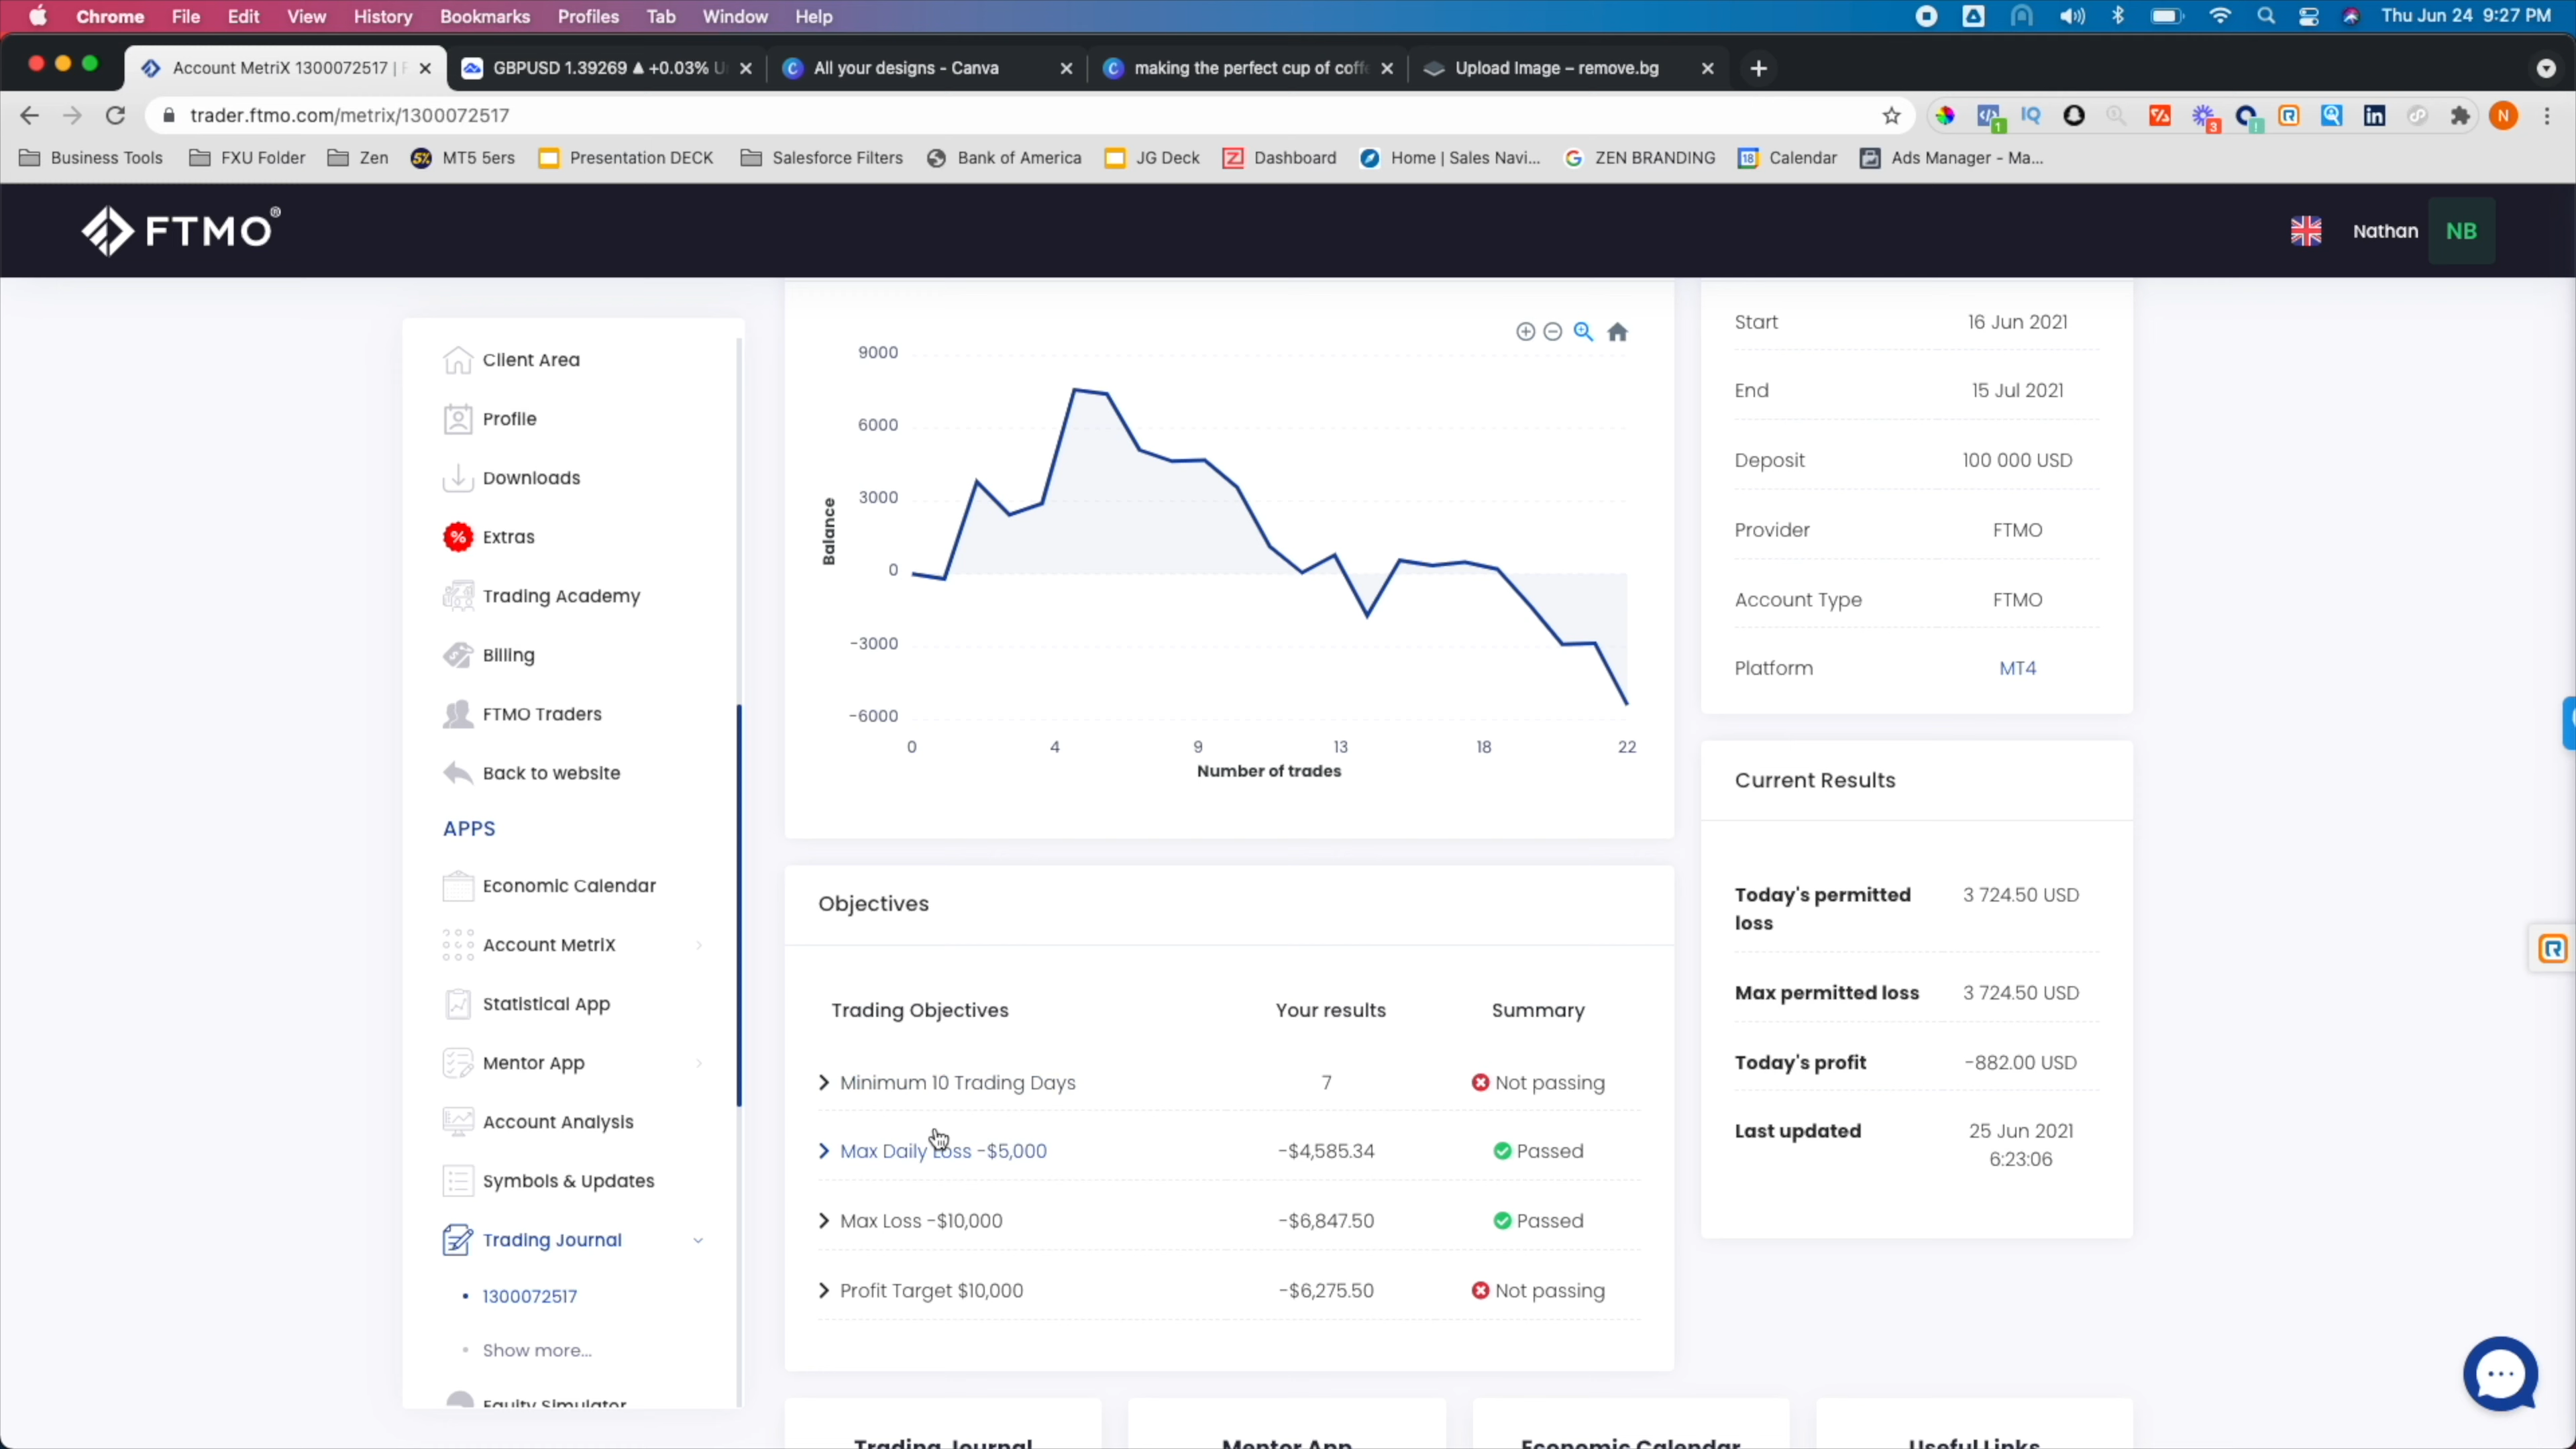 Chrome File Edit View History Bookmarks Profiles Tab Window Help
Thu Jun 24 9:27 PM
Account MetriX 1300072517 |
GBPUSD 1.39269 ▲ +0.03%
All your designs - Canva
making the perfect cup of coff
Upload Image – remove.bg
trader.ftmo.com/metrix/1300072517
Business Tools
FXU Folder
Zen
MT5 5ers
Presentation DECK
Salesforce Filters
Bank of America
JG Deck
Dashboard
Home | Sales Navi...
ZEN BRANDING
Calendar
Ads Manager - Ma...
FTMO®
Nathan
NB
Client Area
Profile
Downloads
Extras
Trading Academy
Billing
FTMO Traders
Back to website
APPS
Economic Calendar
Account MetriX
Statistical App
Mentor App
Account Analysis
Symbols & Updates
Trading Journal
1300072517
Show more...
Equity Simulator
9000
6000
3000
0
-3000
-6000
Balance
0 4 9 13 18 22
Number of trades
Objectives
Trading Objectives Your results Summary
Minimum 10 Trading Days 7 Not passing
Max Daily Loss -$5,000 -$4,585.34 Passed
Max Loss -$10,000 -$6,847.50 Passed
Profit Target $10,000 -$6,275.50 Not passing
Start 16 Jun 2021
End 15 Jul 2021
Deposit 100 000 USD
Provider FTMO
Account Type FTMO
Platform MT4
Current Results
Today's permitted loss 3 724.50 USD
Max permitted loss 3 724.50 USD
Today's profit -882.00 USD
Last updated 25 Jun 2021
6:23:06
Trading Journal
Mentor App
Economic Calendar
Useful Links